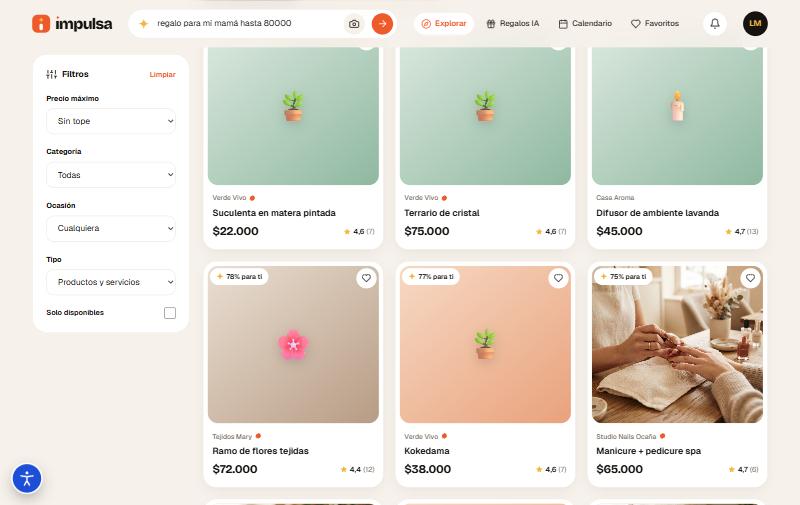 impulsa
regalo para mi mamá hasta 80000
Explorar
Regalos IA
Calendario
Favoritos
LM
Filtros
Limpiar
Precio máximo
Sin tope
Categoría
Todas
Ocasión
Cualquiera
Tipo
Productos y servicios
Solo disponibles
Verde Vivo
Suculenta en matera pintada
$22.000
4,6 (7)
Verde Vivo
Terrario de cristal
$75.000
4,6 (7)
Casa Aroma
Difusor de ambiente lavanda
$45.000
4,7 (13)
78% para ti
Tejidos Mary
Ramo de flores tejidas
$72.000
4,4 (12)
77% para ti
Verde Vivo
Kokedama
$38.000
4,6 (7)
75% para ti
Studio Nails Ocaña
Manicure + pedicure spa
$65.000
4,7 (6)